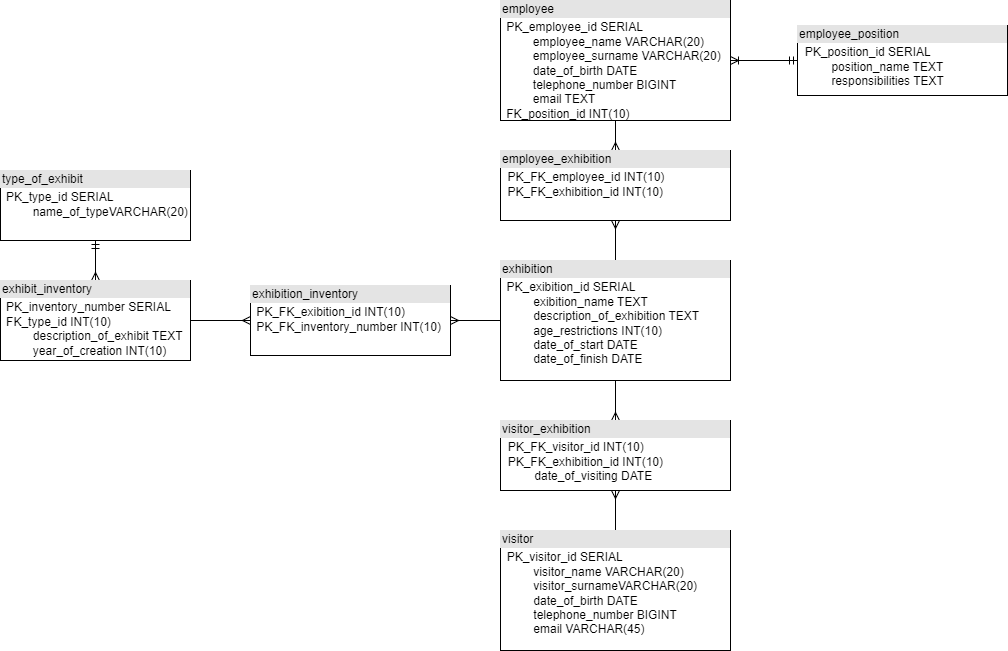 employee
PK_employee_id SERIAL
employee_name VARCHAR(20)
employee_surname VARCHAR(20)
date_of_birth DATE
telephone_number BIGINT
email TEXT
FK_position_id INT(10)
employee_position
PK_position_id SERIAL
position_name TEXT
responsibilities TEXT
employee_exhibition
PK_FK_employee_id INT(10)
PK_FK_exhibition_id INT(10)
type_of_exhibit
PK_type_id SERIAL
name_of_typeVARCHAR(20)
exhibit_inventory
PK_inventory_number SERIAL
FK_type_id INT(10)
description_of_exhibit TEXT
year_of_creation INT(10)
exhibition_inventory
PK_FK_exibition_id INT(10)
PK_FK_inventory_number INT(10)
exhibition
PK_exibition_id SERIAL
exibition_name TEXT
description_of_exhibition TEXT
age_restrictions INT(10)
date_of_start DATE
date_of_finish DATE
visitor_exhibition
PK_FK_visitor_id INT(10)
PK_FK_exhibition_id INT(10)
date_of_visiting DATE
visitor
PK_visitor_id SERIAL
visitor_name VARCHAR(20)
visitor_surnameVARCHAR(20)
date_of_birth DATE
telephone_number BIGINT
email VARCHAR(45)